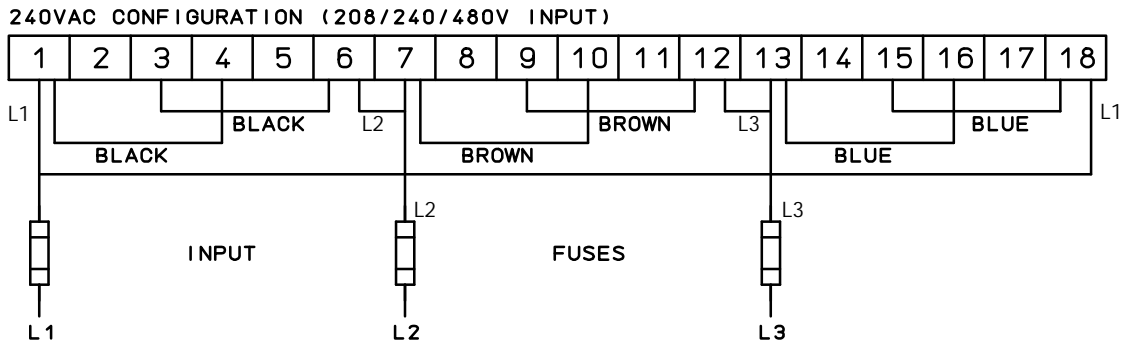 240VAC CONFIGURATION (208/240/480V INPUT)
1 2 3 4 5 6 7 8 9 10 11 12 13 14 15 16 17 18
L1 BLACK L2 BROWN L3 BLUE L1
BLACK BROWN BLUE
L2 L3
INPUT FUSES
L1 L2 L3